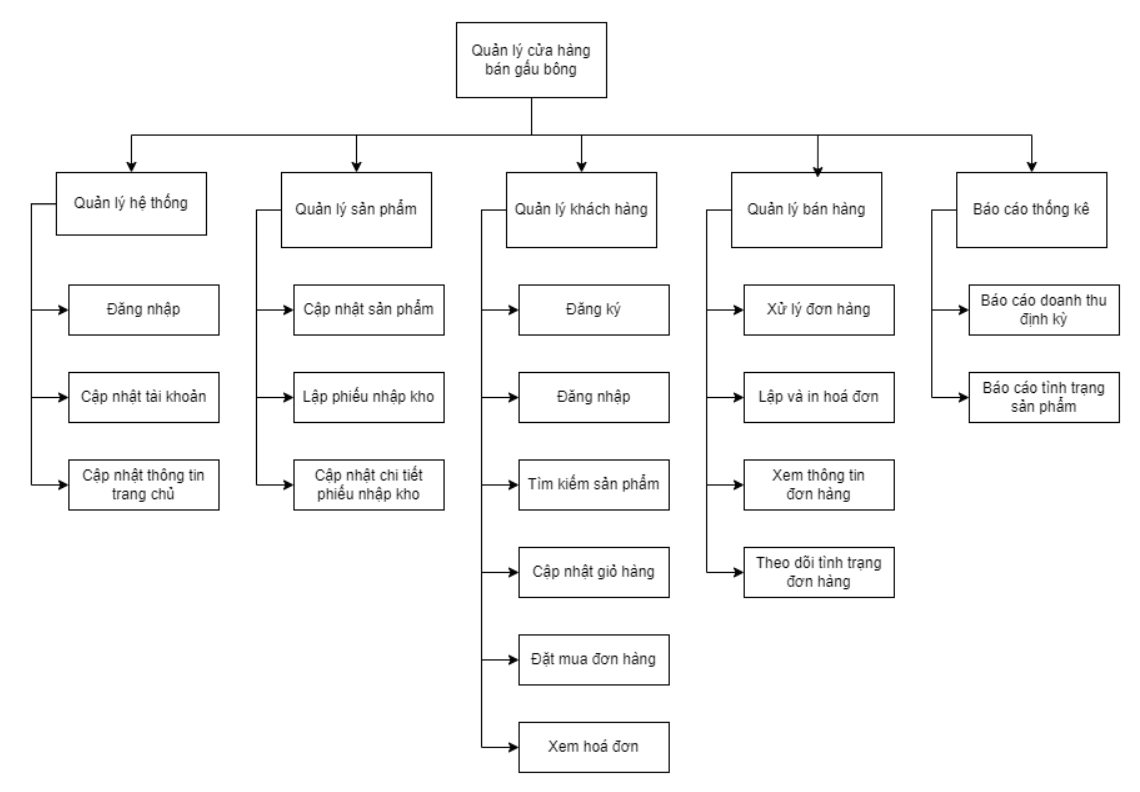 Quản lý cửa hàng
bán gấu bông
Quản lý hệ thống
Quản lý sản phẩm
Quản lý khách hàng
Quản lý bán hàng
Báo cáo thống kê
Đăng nhập
Cập nhật sản phẩm
Đăng ký
Xử lý đơn hàng
Báo cáo doanh thu
định kỳ
Cập nhật tài khoản
Lập phiếu nhập kho
Đăng nhập
Lập và in hoá đơn
Báo cáo tình trạng
sản phẩm
Cập nhật thông tin
trang chủ
Cập nhật chi tiết
phiếu nhập kho
Tìm kiếm sản phẩm
Xem thông tin
đơn hàng
Cập nhật giỏ hàng
Theo dõi tình trạng
đơn hàng
Đặt mua đơn hàng
Xem hoá đơn